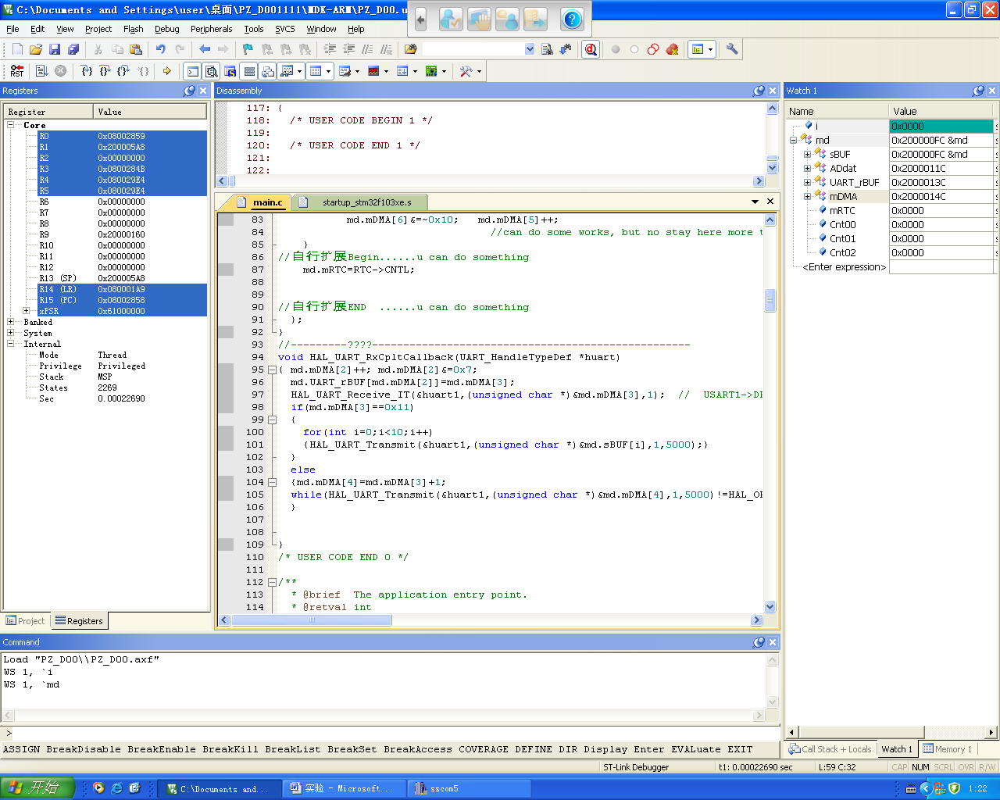 C:\Documents and Settings\user\桌面\PZ_D001111\MDK-ARM\PZ_D00.u
File Edit View Project Flash Debug Peripherals Tools SVCS Window Help
RST
Registers
Register Value
Core
R0 0x08002859
R1 0x200005A8
R2 0x00000000
R3 0x0800284B
R4 0x080029E4
R5 0x080029E4
R6 0x00000000
R7 0x00000000
R8 0x00000000
R9 0x20000160
R10 0x00000000
R11 0x00000000
R12 0x00000000
R13 (SP) 0x200005A8
R14 (LR) 0x080001A9
R15 (PC) 0x08002858
xPSR 0x61000000
Banked
System
Internal
Mode Thread
Privilege Privileged
Stack MSP
States 2269
Sec 0.00022690
Project Registers
Disassembly
117: {
118: /* USER CODE BEGIN 1 */
119:
120: /* USER CODE END 1 */
121:
122:
main.c startup_stm32f103xe.s
83 md.mDMA[6]&=~0x10; md.mDMA[5]++;
84 //can do some works, but no stay here more t
85 }
86 //自行扩展Begin......u can do something
87 md.mRTC=RTC->CNTL;
88
89
90 //自行扩展END ......u can do something
91 };
92 }
93 //---------????---------------------------------------------------
94 void HAL_UART_RxCpltCallback(UART_HandleTypeDef *huart)
95 { md.mDMA[2]++; md.mDMA[2]&=0x7;
96 md.UART_rBUF[md.mDMA[2]]=md.mDMA[3];
97 HAL_UART_Receive_IT(&huart1,(unsigned char *)&md.mDMA[3],1); // USART1->DR
98 if(md.mDMA[3]==0x11)
99 {
100 for(int i=0;i<10;i++)
101 {HAL_UART_Transmit(&huart1,(unsigned char *)&md.sBUF[i],1,5000);}
102 }
103 else
104 {md.mDMA[4]=md.mDMA[3]+1;
105 while(HAL_UART_Transmit(&huart1,(unsigned char *)&md.mDMA[4],1,5000)!=HAL_OK
106 }
107
108
109 }
110 /* USER CODE END 0 */
111
112 /**
113 * @brief The application entry point.
114 * @retval int
Watch 1
Name Value
i 0x0000
md 0x200000FC &md
sBUF 0x200000FC &md
ADdat 0x2000011C
UART_rBUF 0x2000013C
mDMA 0x2000014C
mRTC 0x0000
Cnt00 0x0000
Cnt01 0x0000
Cnt02 0x0000
<Enter expression>
Call Stack + Locals Watch 1 Memory 1
Command
Load "PZ_D00\\PZ_D00.axf"
WS 1, `i
WS 1, `md
>
ASSIGN BreakDisable BreakEnable BreakKill BreakList BreakSet BreakAccess COVERAGE DEFINE DIR Display Enter EVALuate EXIT
ST-Link Debugger t1: 0.00022690 sec L:59 C:32 CAP NUM SCRL OVR R/W
开始 C:\Documents and... 实验 - Microsoft... sscom5 1:22